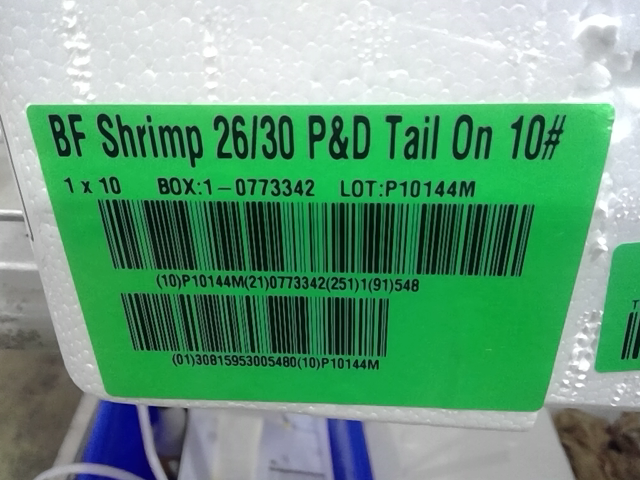 BF Shrimp 26/30 P&D Tail On 10#
1 x 10 BOX:1-0773342 LOT:P10144M
(10)P10144M(21)0773342(251)1(91)548
(01)30815953005480(10)P10144M